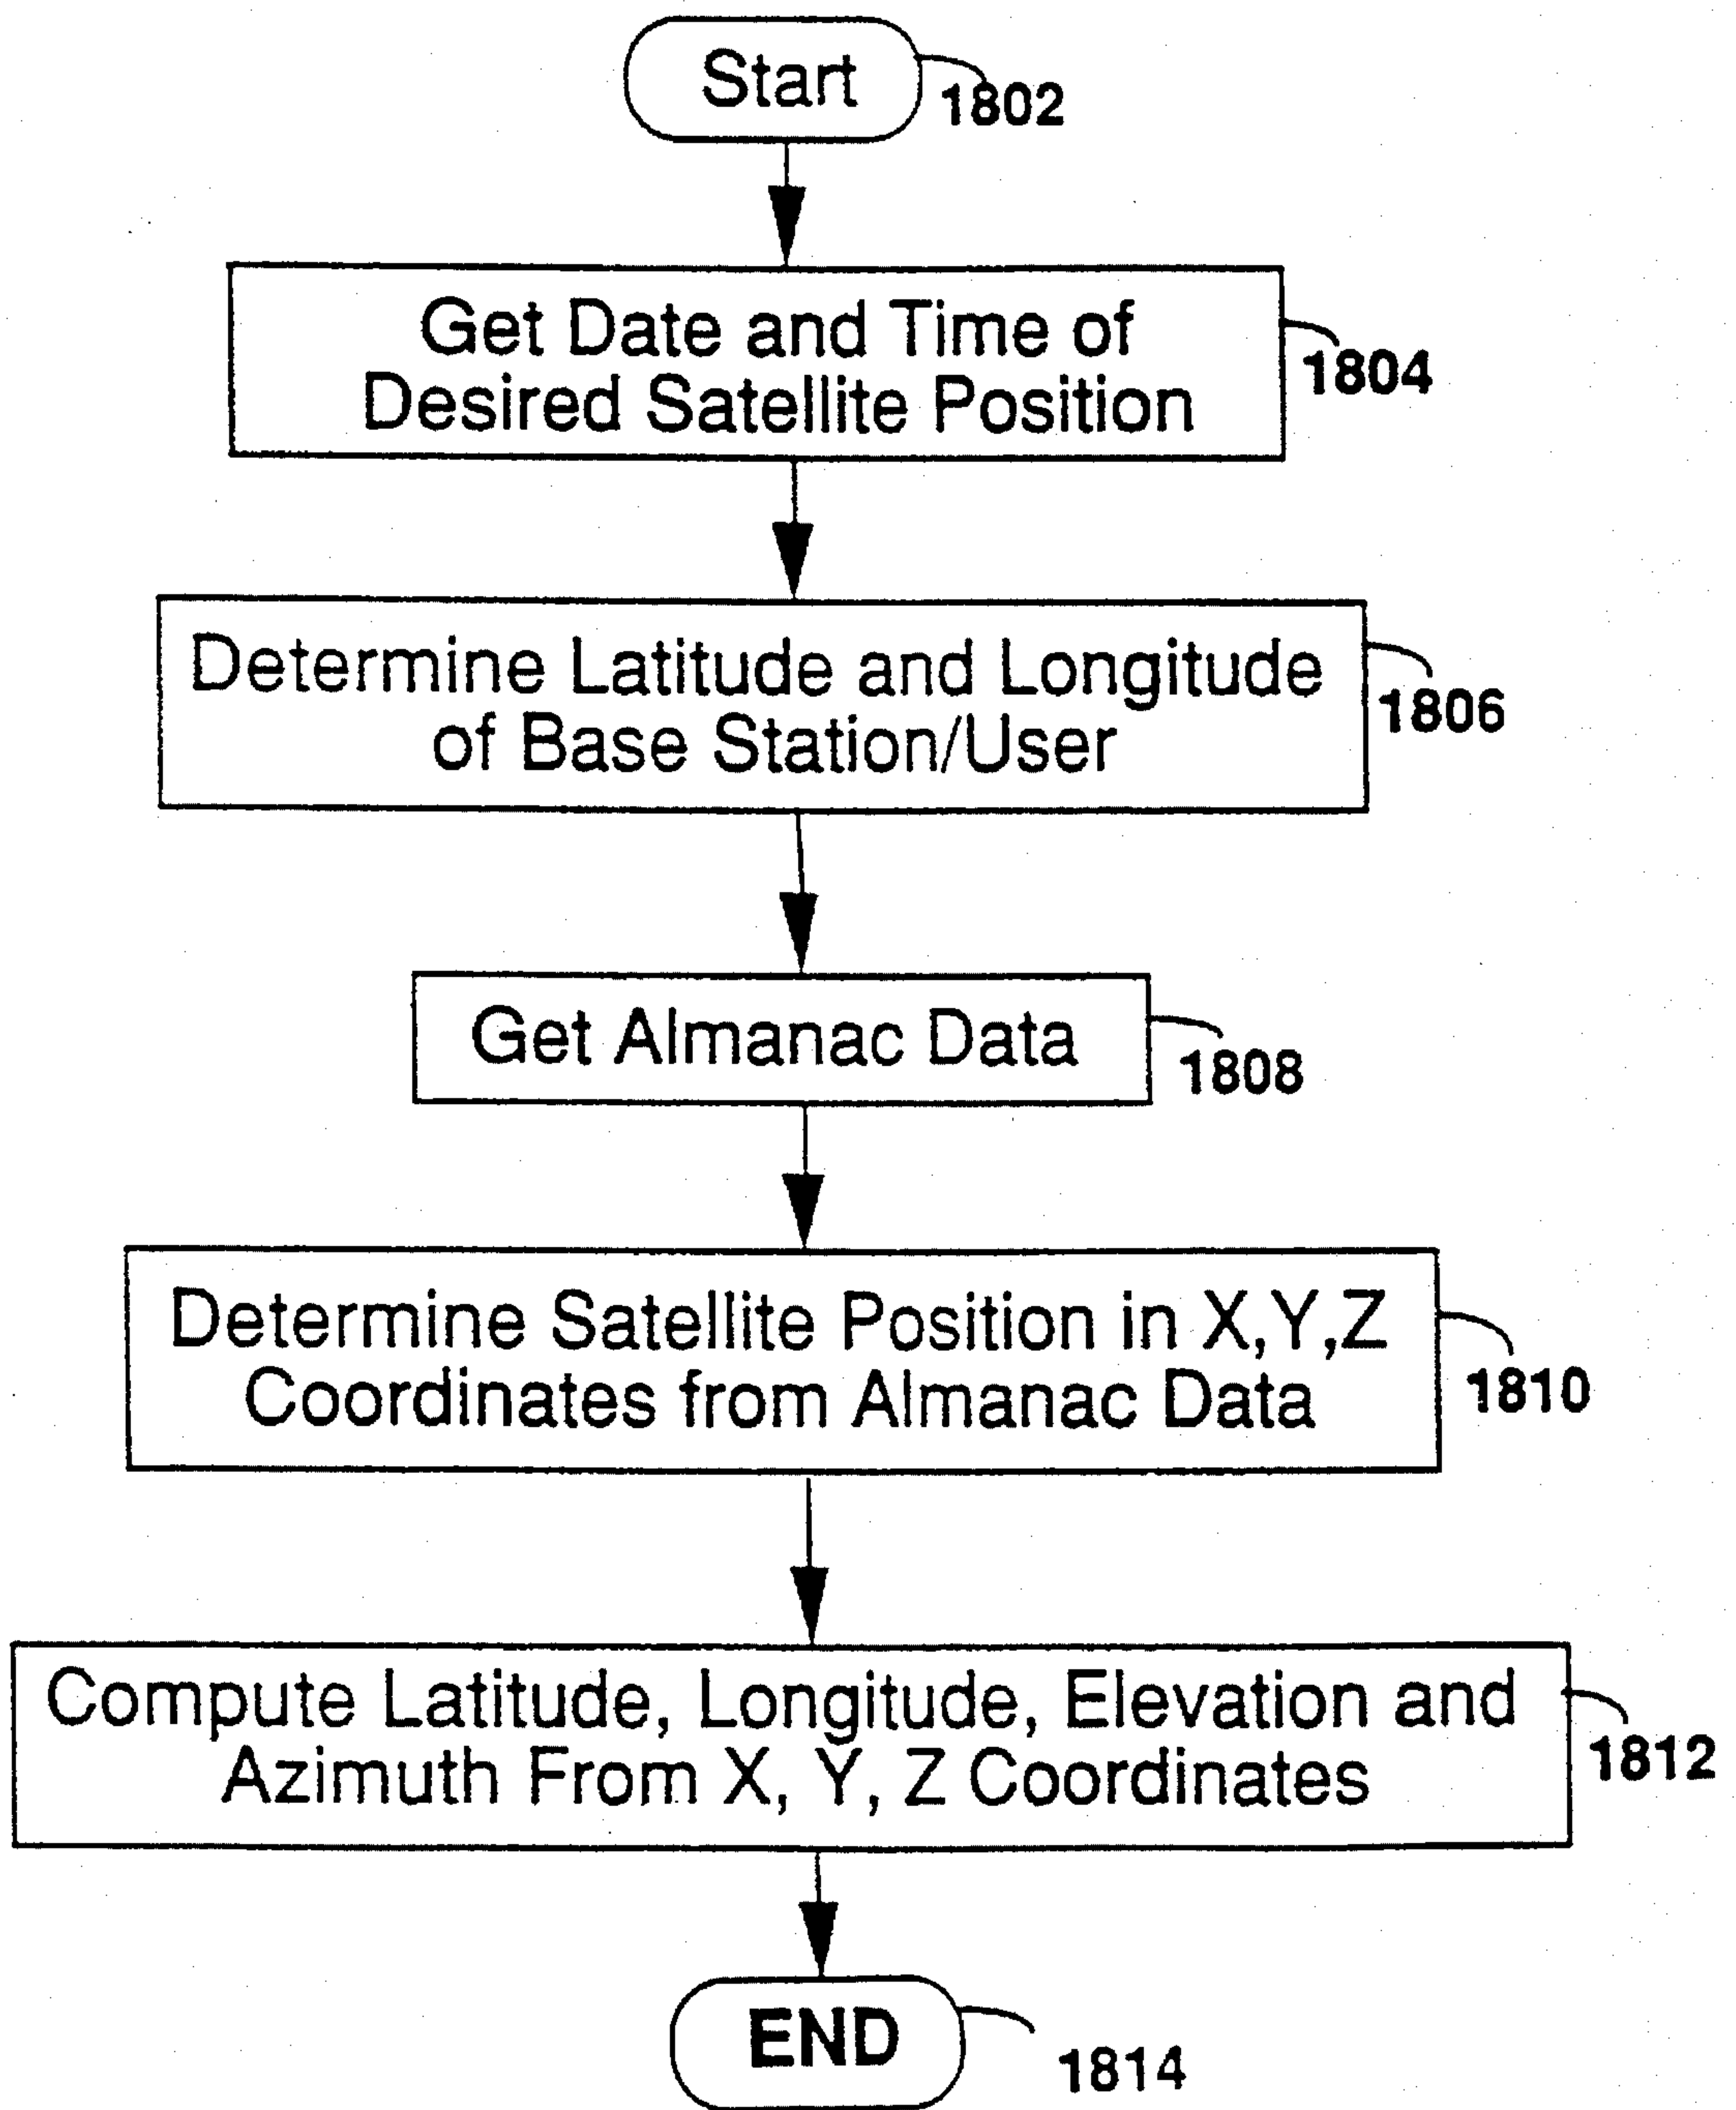 Start
1802
Get Date and Time of
Desired Satellite Position
1804
Determine Latitude and Longitude
of Base Station/User
1806
Get Almanac Data
1808
Determine Satellite Position in X,Y,Z
Coordinates from Almanac Data
1810
Compute Latitude, Longitude, Elevation and
Azimuth From X, Y, Z Coordinates
1812
END
1814